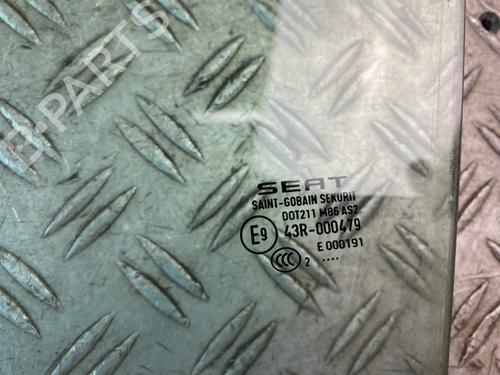 B-PARTS
SEAT
SAINT-GOBAIN SEKURIT
DOT211 M86 AS2
E9 43R-000479
E 000191
CCC 2 ....